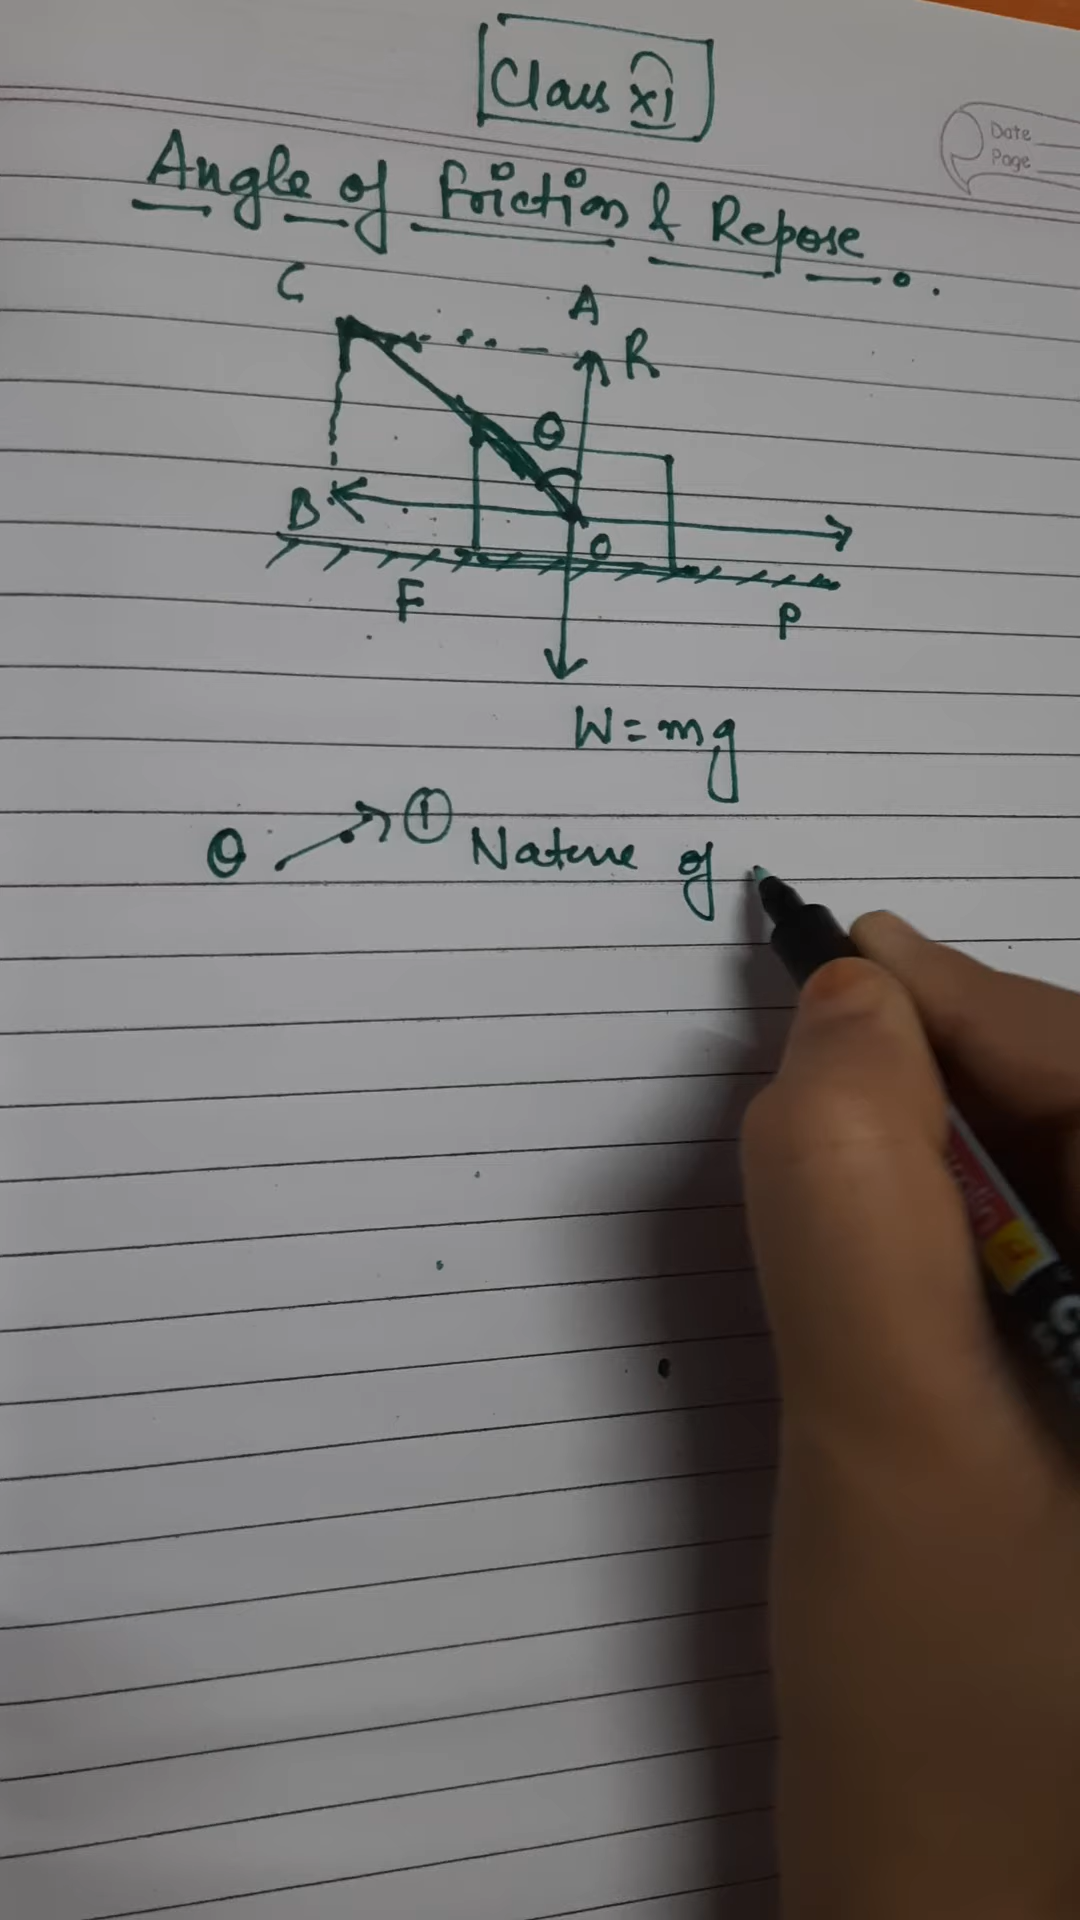 Class XI
Date
Page
Angle of Friction & Repose.
C
A
R
θ
B
O
F
P
W = mg
θ → ① Nature of